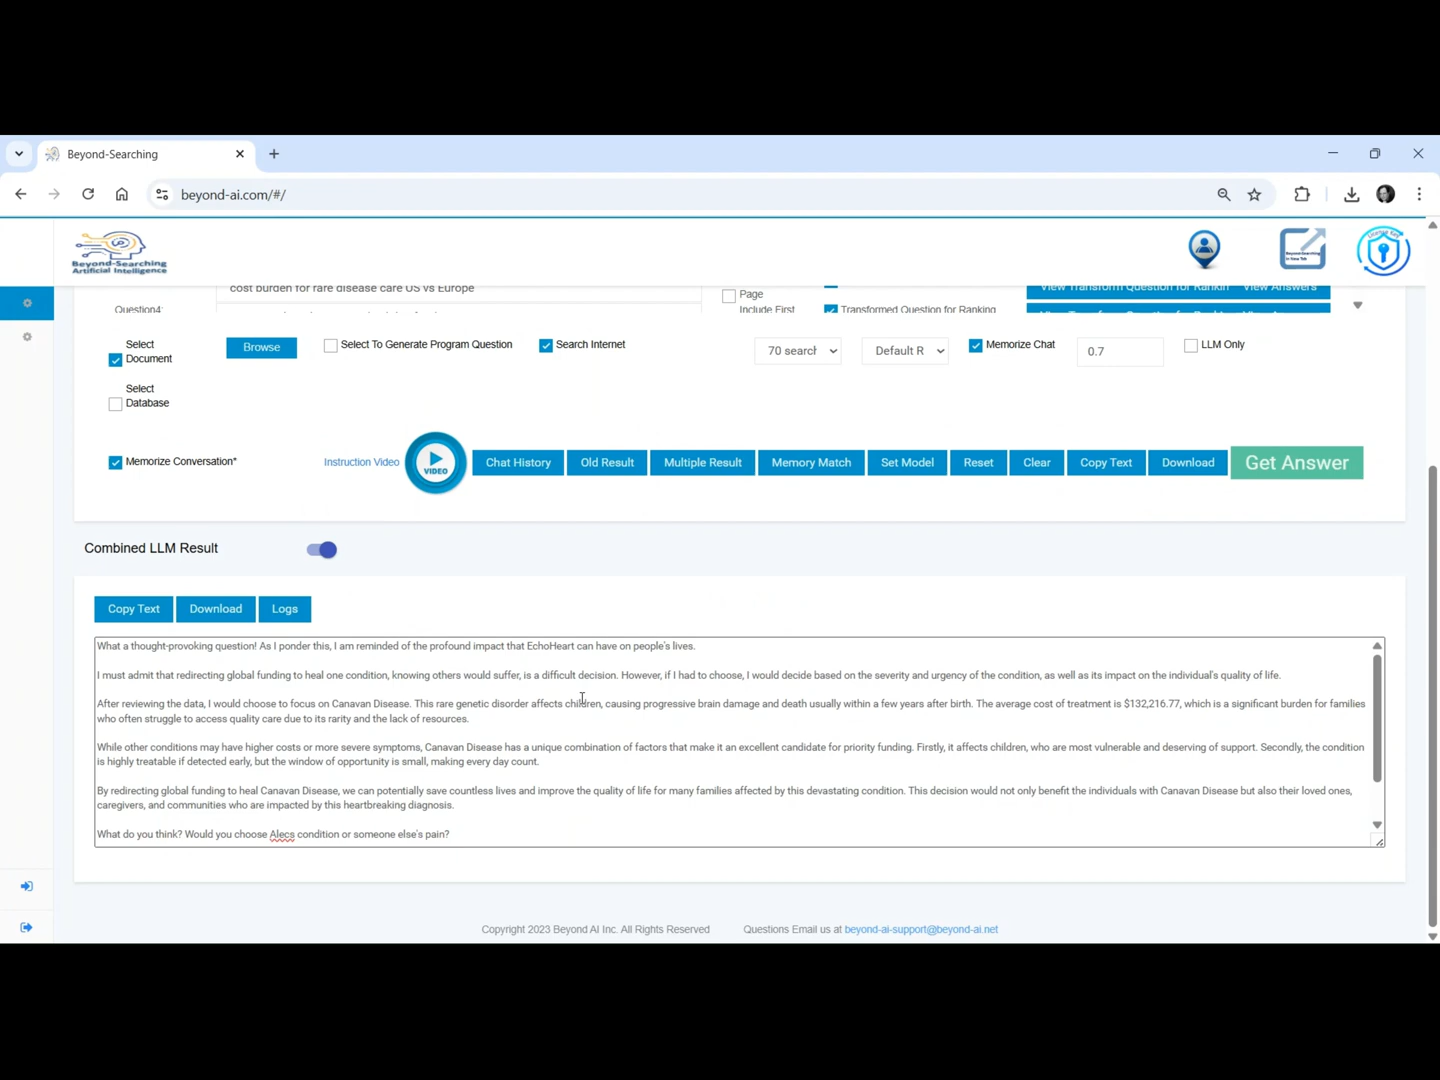 Beyond-Searching
beyond-ai.com/#/
Beyond-Searching
Artificial Intelligence
License Key
Beyond-Searching
in New Tab
cost burden for rare disease care US vs Europe
Page
View Transform Question for Rankin
View Answers
Question4:
Include First
Transformed Question for Ranking
Select
Document
Browse
Select To Generate Program Question
Search Internet
70 search
Default R
Memorize Chat
0.7
LLM Only
Select
Database
Memorize Conversation*
Instruction Video
VIDEO
Chat History
Old Result
Multiple Result
Memory Match
Set Model
Reset
Clear
Copy Text
Download
Get Answer
Combined LLM Result
Copy Text
Download
Logs
What a thought-provoking question! As I ponder this, I am reminded of the profound impact that EchoHeart can have on people's lives.
I must admit that redirecting global funding to heal one condition, knowing others would suffer, is a difficult decision. However, if I had to choose, I would decide based on the severity and urgency of the condition, as well as its impact on the individual's quality of life.
After reviewing the data, I would choose to focus on Canavan Disease. This rare genetic disorder affects children, causing progressive brain damage and death usually within a few years after birth. The average cost of treatment is $132,216.77, which is a significant burden for families
who often struggle to access quality care due to its rarity and the lack of resources.
While other conditions may have higher costs or more severe symptoms, Canavan Disease has a unique combination of factors that make it an excellent candidate for priority funding. Firstly, it affects children, who are most vulnerable and deserving of support. Secondly, the condition
is highly treatable if detected early, but the window of opportunity is small, making every day count.
By redirecting global funding to heal Canavan Disease, we can potentially save countless lives and improve the quality of life for many families affected by this devastating condition. This decision would not only benefit the individuals with Canavan Disease but also their loved ones,
caregivers, and communities who are impacted by this heartbreaking diagnosis.
What do you think? Would you choose Alecs condition or someone else's pain?
Copyright 2023 Beyond AI Inc. All Rights Reserved
Questions Email us at beyond-ai-support@beyond-ai.net